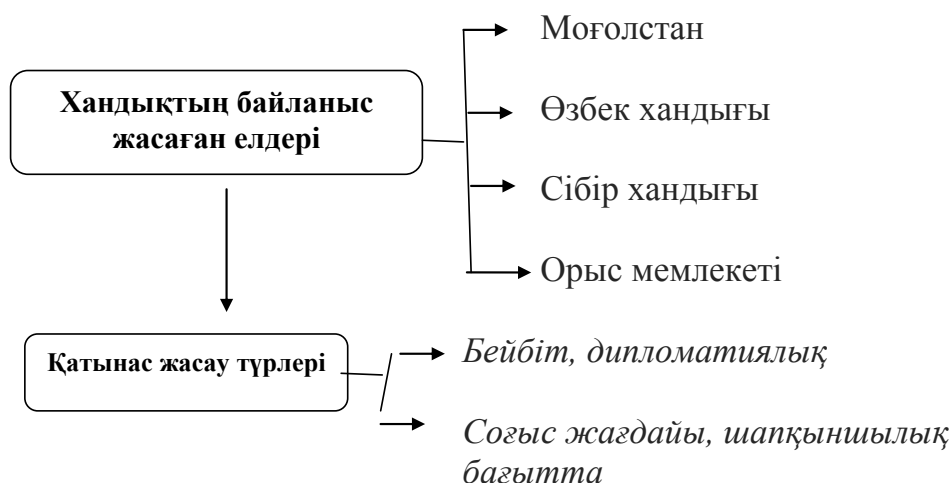 Хандықтың байланыс
жасаған елдері
Моғолстан
Өзбек хандығы
Сібір хандығы
Орыс мемлекеті
Қатынас жасау түрлері
Бейбіт, дипломатиялық
Соғыс жағдайы, шапқыншылық
бағытта